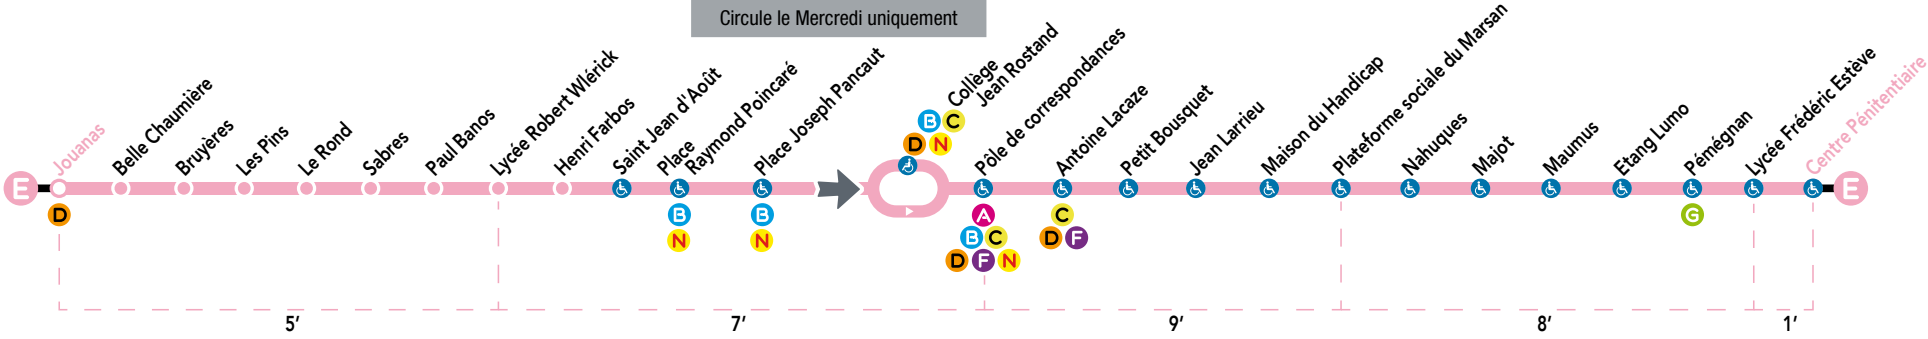 Circule le Mercredi uniquement
E
Jouanas
D
Belle Chaumière
Bruyères
Les Pins
Le Rond
Sabres
Paul Banos
Lycée Robert Wlérick
Henri Farbos
Saint Jean d'Août
Place
Raymond Poincaré
B
N
Place Joseph Pancaut
B
N
Collège
Jean Rostand
B C
D N
Pôle de correspondances
A
B C
D F N
Antoine Lacaze
C
D F
Petit Bousquet
Jean Larrieu
Maison du Handicap
Plateforme sociale du Marsan
Nahuques
Majot
Maumus
Etang Lumo
Pémégnan
G
Lycée Frédéric Estève
Centre Pénitentiaire
E
5'
7'
9'
8'
1'